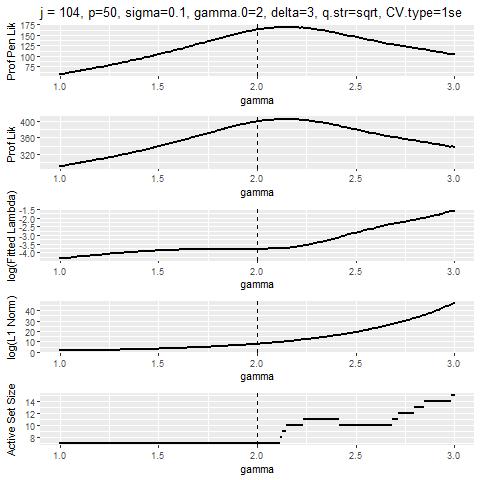 j = 104, p=50, sigma=0.1, gamma.0=2, delta=3, q.str=sqrt, CV.type=1se
Prof Pen Lik
175
150
125
100
75
1.0 1.5 2.0 2.5 3.0
gamma
Prof Lik
400
360
320
1.0 1.5 2.0 2.5 3.0
gamma
log(Fitted Lambda)
-1.5
-2.0
-2.5
-3.0
-3.5
-4.0
1.0 1.5 2.0 2.5 3.0
gamma
log(L1 Norm)
40
30
20
10
0
1.0 1.5 2.0 2.5 3.0
gamma
Active Set Size
14
12
10
8
1.0 1.5 2.0 2.5 3.0
gamma